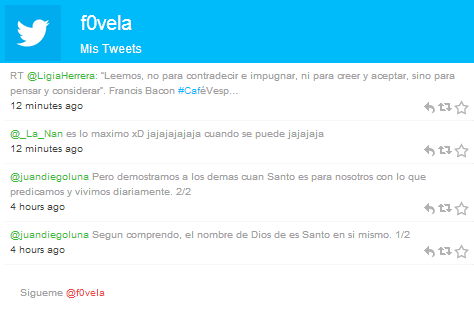 f0vela
Mis Tweets
RT @LigiaHerrera: "Leemos, no para contradecir e impugnar, ni para creer y aceptar, sino para
pensar y considerar". Francis Bacon #CaféVesp...
12 minutes ago
@_La_Nan es lo maximo xD jajajajajaja cuando se puede jajajaja
12 minutes ago
@juandiegoluna Pero demostramos a los demas cuan Santo es para nosotros con lo que
predicamos y vivimos diariamente. 2/2
4 hours ago
@juandiegoluna Segun comprendo, el nombre de Dios de es Santo en si mismo. 1/2
4 hours ago
Sigueme @f0vela